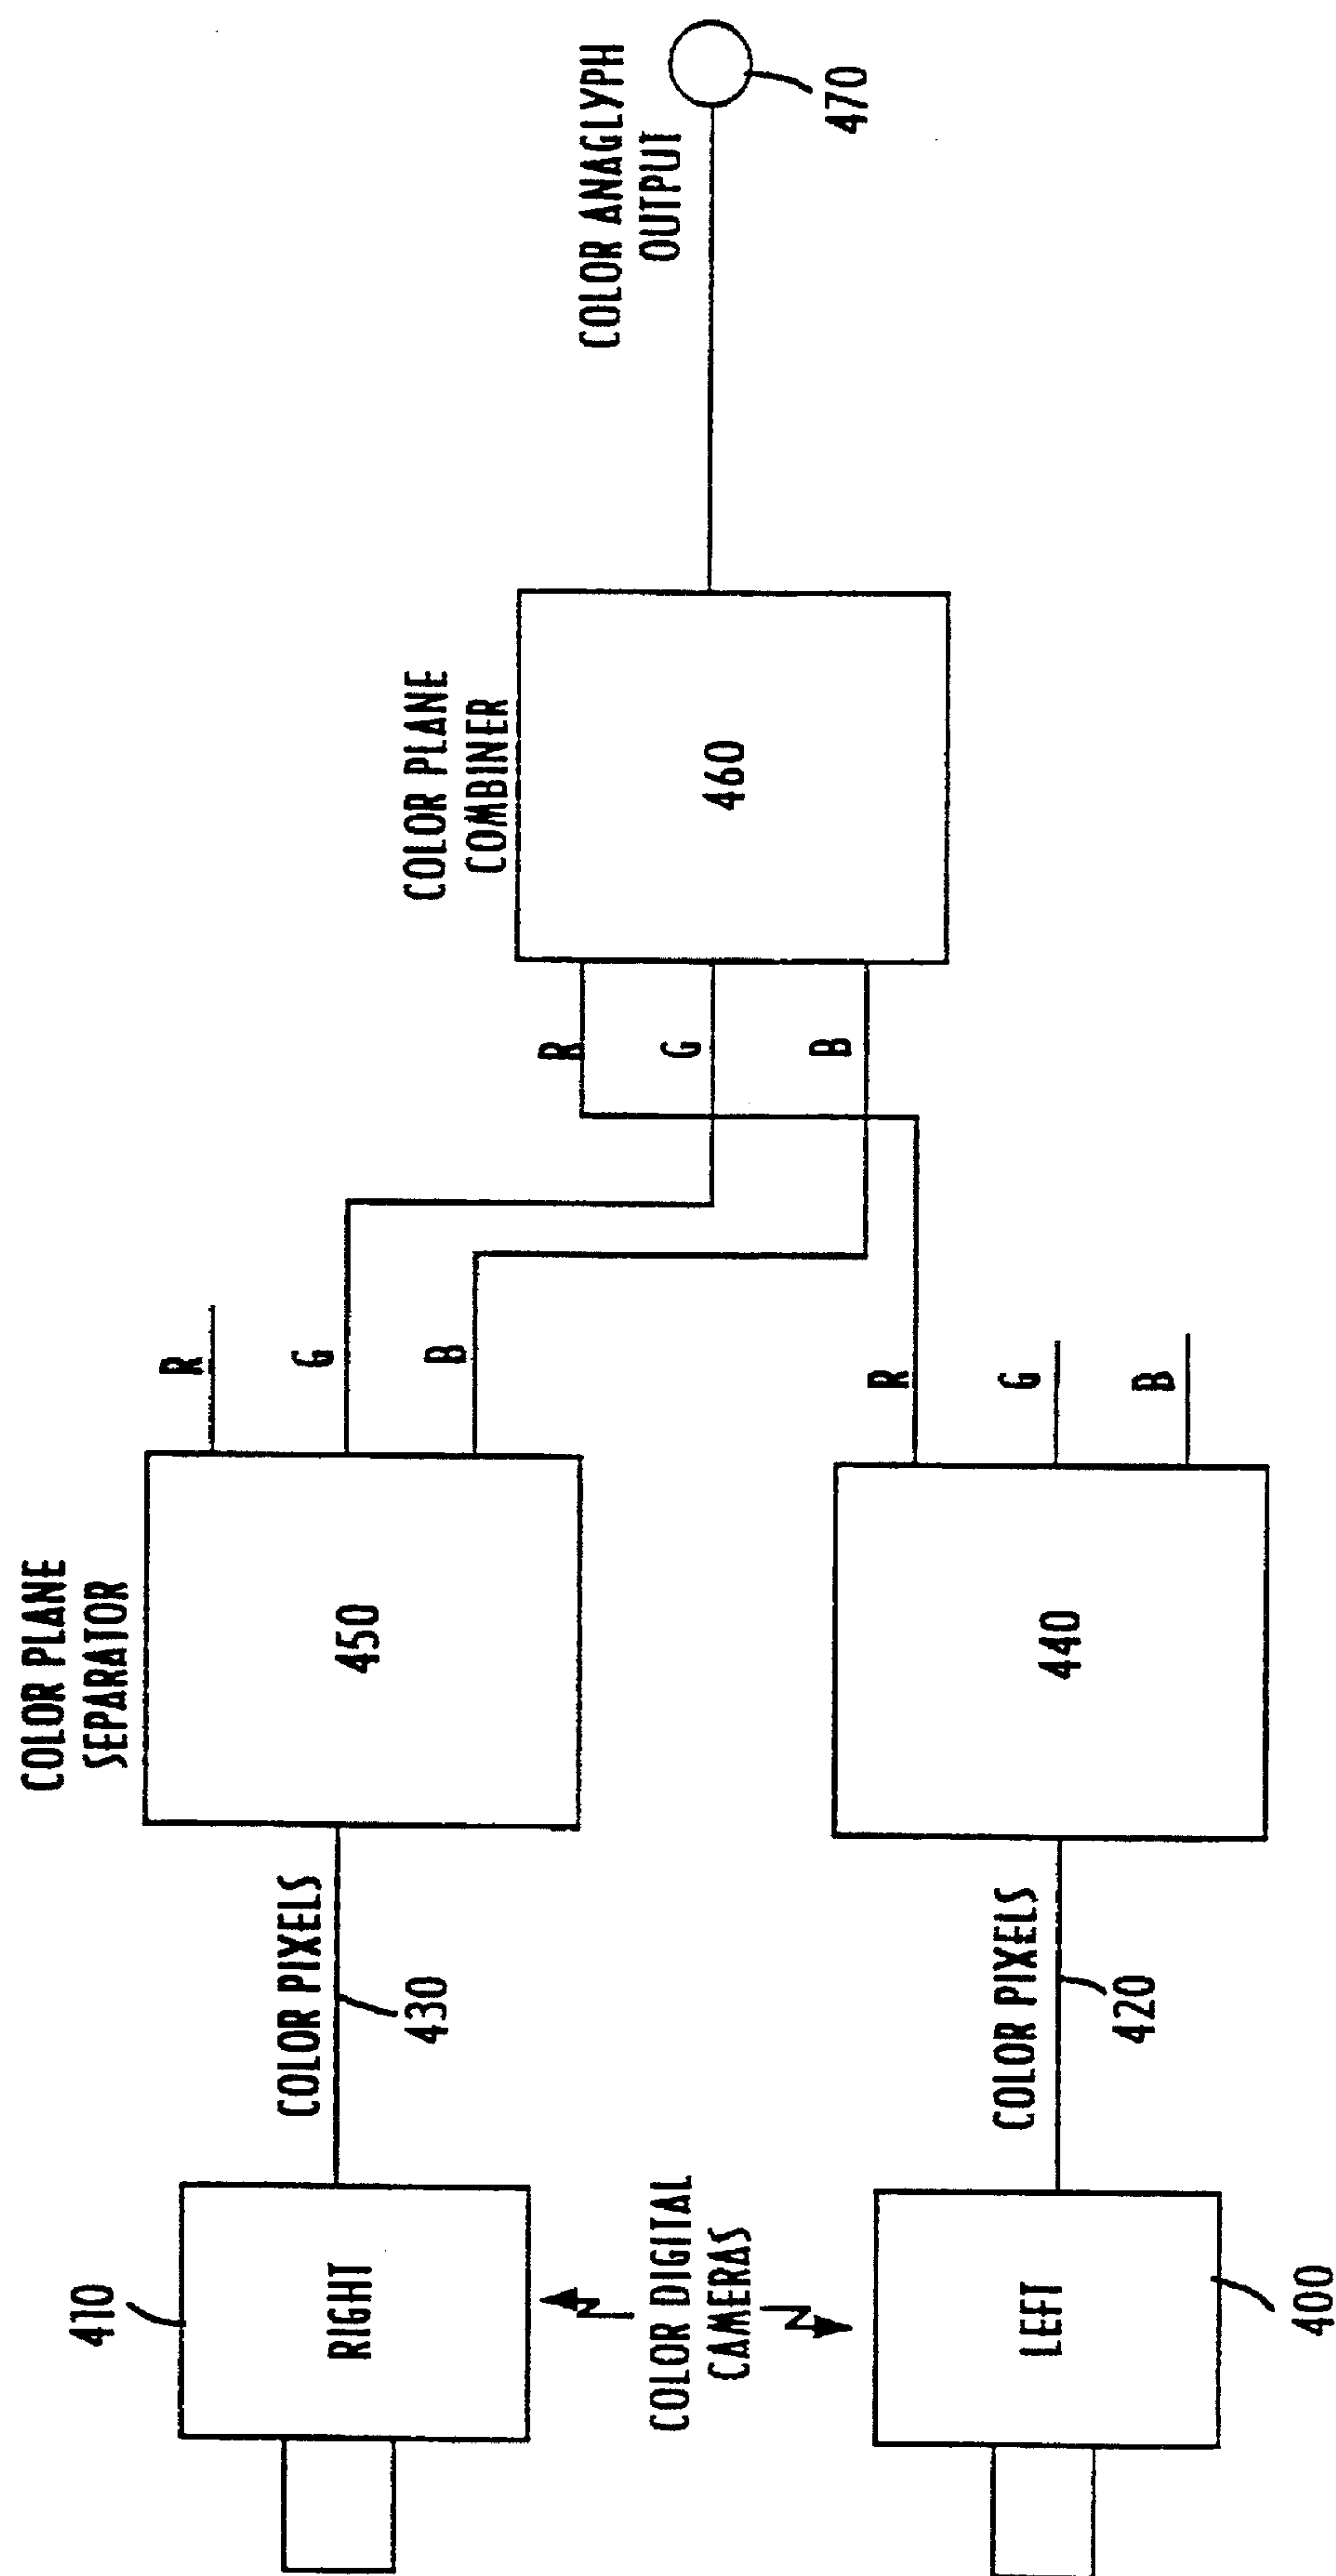 COLOR PLANE
SEPARATOR
COLOR PLANE
COMBINER
COLOR ANAGLYPH
OUTPUT
410
RIGHT
COLOR PIXELS
430
450
R
G
B
R
G
B
460
470
COLOR DIGITAL
CAMERAS
LEFT
400
COLOR PIXELS
420
440
R
G
B